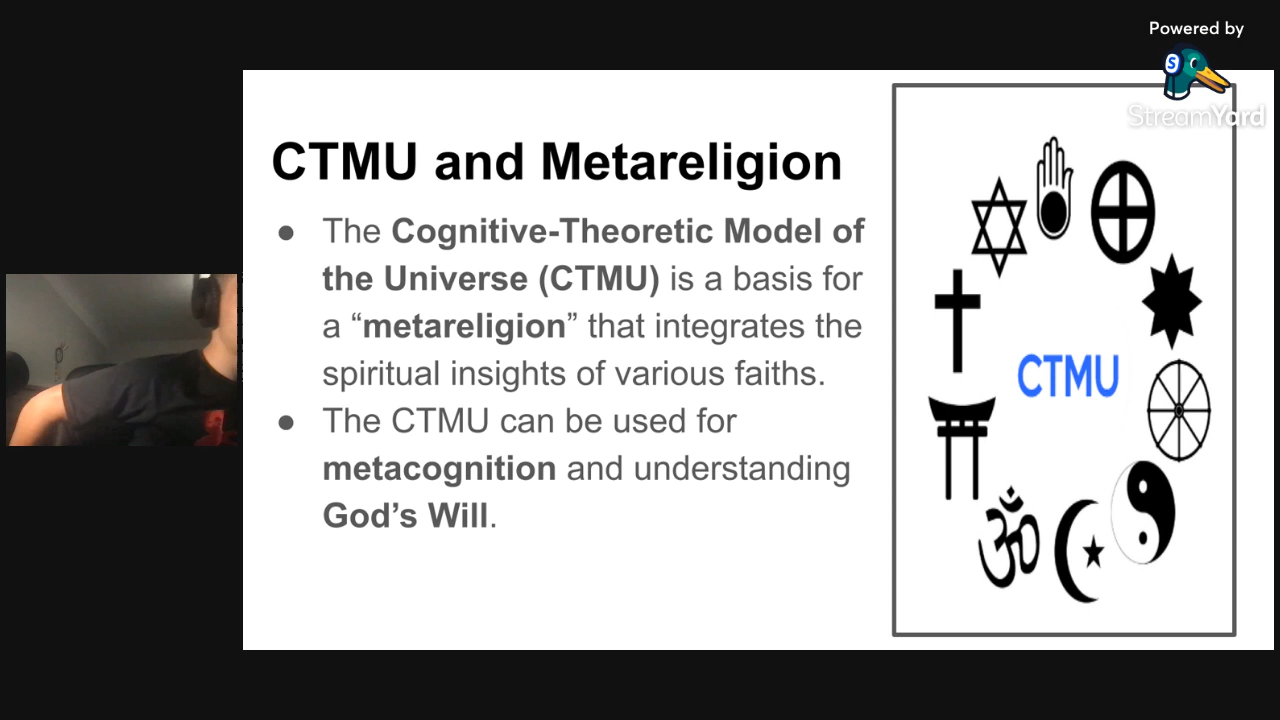 Powered by
S
StreamYard
CTMU and Metareligion
● The Cognitive-Theoretic Model of
the Universe (CTMU) is a basis for
a “metareligion” that integrates the
spiritual insights of various faiths.
● The CTMU can be used for
metacognition and understanding
God’s Will.
CTMU
ॐ